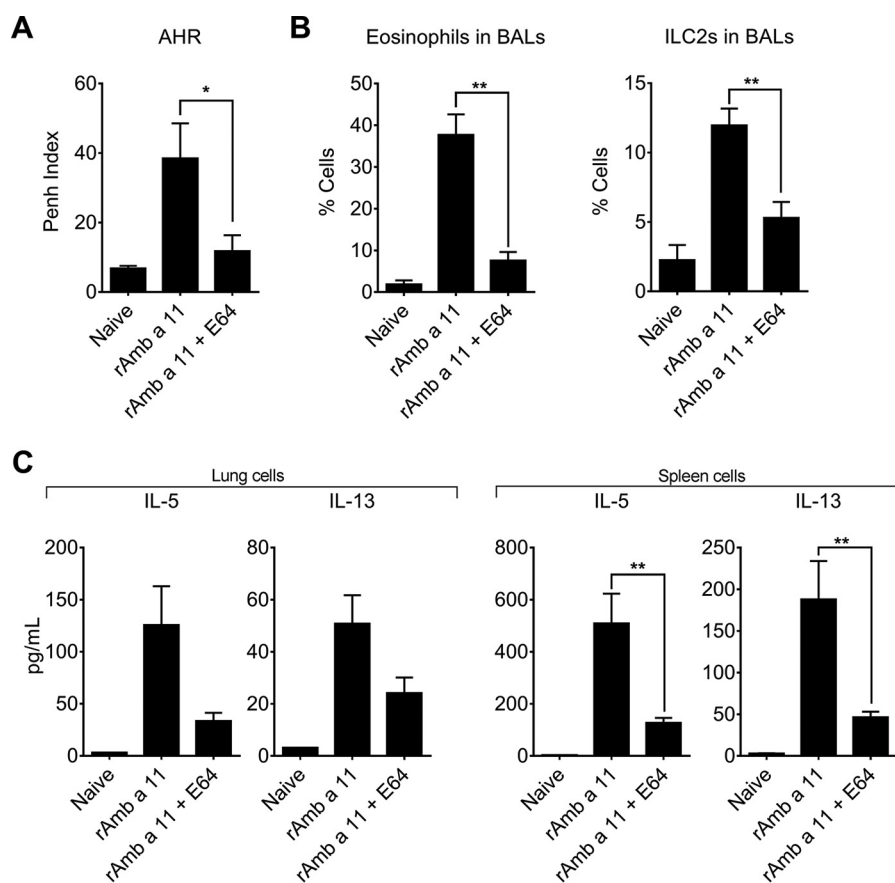 A
AHR
Penh Index
60
40
20
0
*
Naive
rAmb a 11
rAmb a 11 + E64
B
Eosinophils in BALs
% Cells
50
40
30
20
10
0
**
Naive
rAmb a 11
rAmb a 11 + E64
ILC2s in BALs
% Cells
15
10
5
0
**
Naive
rAmb a 11
rAmb a 11 + E64
C
Lung cells
IL-5
pg/mL
200
150
100
50
0
Naive
rAmb a 11
rAmb a 11 + E64
IL-13
80
60
40
20
0
Naive
rAmb a 11
rAmb a 11 + E64
Spleen cells
IL-5
800
600
400
200
0
**
Naive
rAmb a 11
rAmb a 11 + E64
IL-13
250
200
150
100
50
0
**
Naive
rAmb a 11
rAmb a 11 + E64